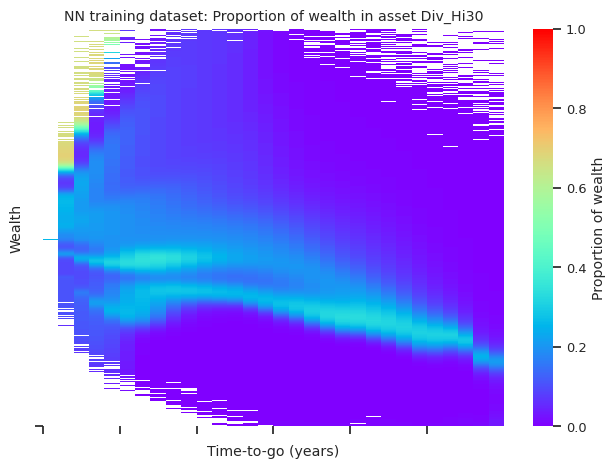 NN training dataset: Proportion of wealth in asset Div_Hi30
Wealth
Time-to-go (years)
1.0
0.8
0.6
0.4
0.2
0.0
Proportion of wealth